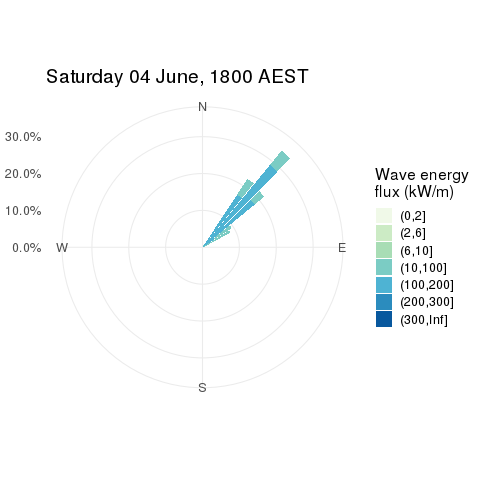 Saturday 04 June, 1800 AEST
N
30.0%
20.0%
10.0%
0.0%
W
E
S
Wave energy
flux (kW/m)
(0,2]
(2,6]
(6,10]
(10,100]
(100,200]
(200,300]
(300,Inf]